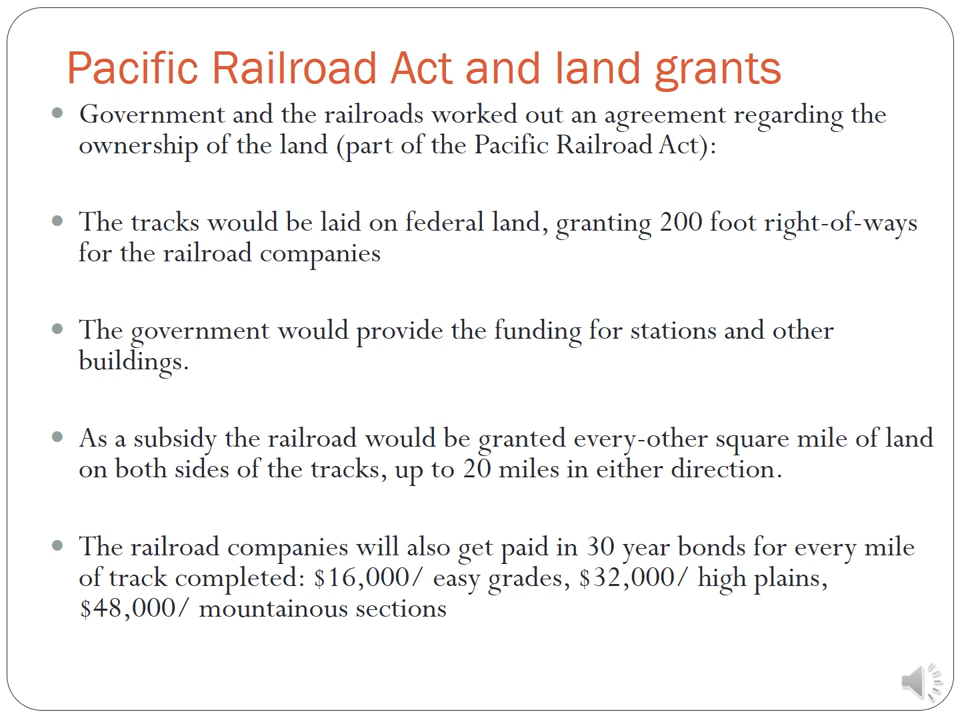 Pacific Railroad Act and land grants
Government and the railroads worked out an agreement regarding the
ownership of the land (part of the Pacific Railroad Act):
The tracks would be laid on federal land, granting 200 foot right-of-ways
for the railroad companies
The government would provide the funding for stations and other
buildings.
As a subsidy the railroad would be granted every-other square mile of land
on both sides of the tracks, up to 20 miles in either direction.
The railroad companies will also get paid in 30 year bonds for every mile
of track completed: $16,000/ easy grades, $32,000/ high plains,
$48,000/ mountainous sections